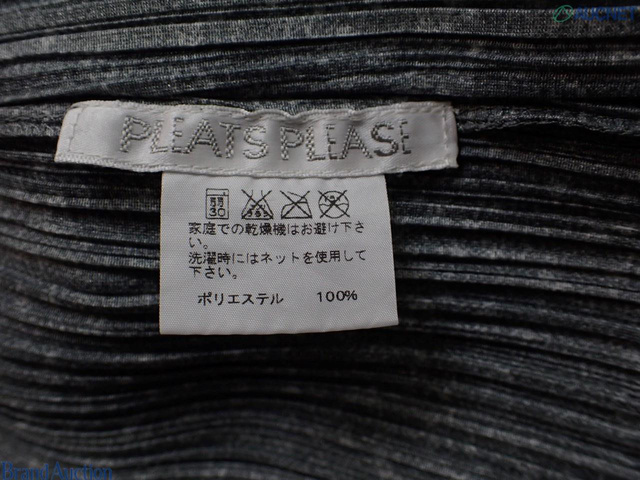 PLEATS PLEASE
弱
30
家庭での乾燥機はお避け下さ
い。
洗濯時にはネットを使用して
下さい。
ポリエステル 100%
Brand Auction